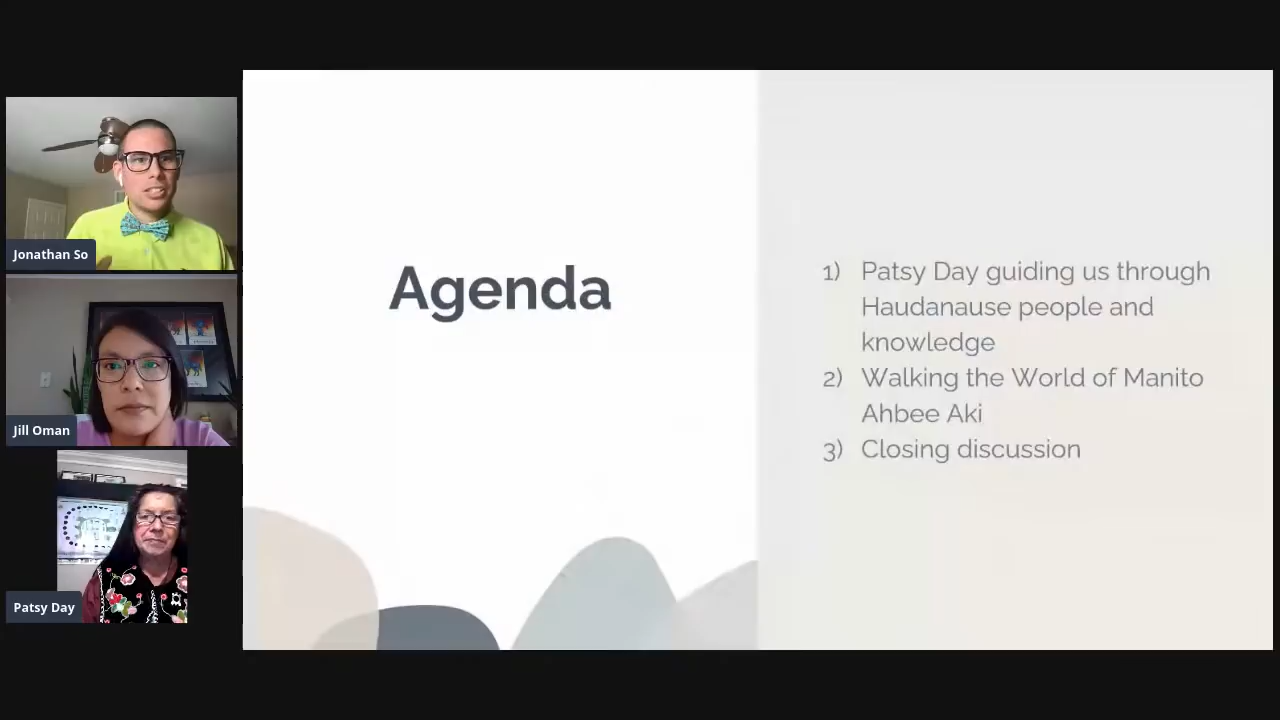 Jonathan So
Jill Oman
Patsy Day
Agenda
1) Patsy Day guiding us through
Haudanause people and
knowledge
2) Walking the World of Manito
Ahbee Aki
3) Closing discussion